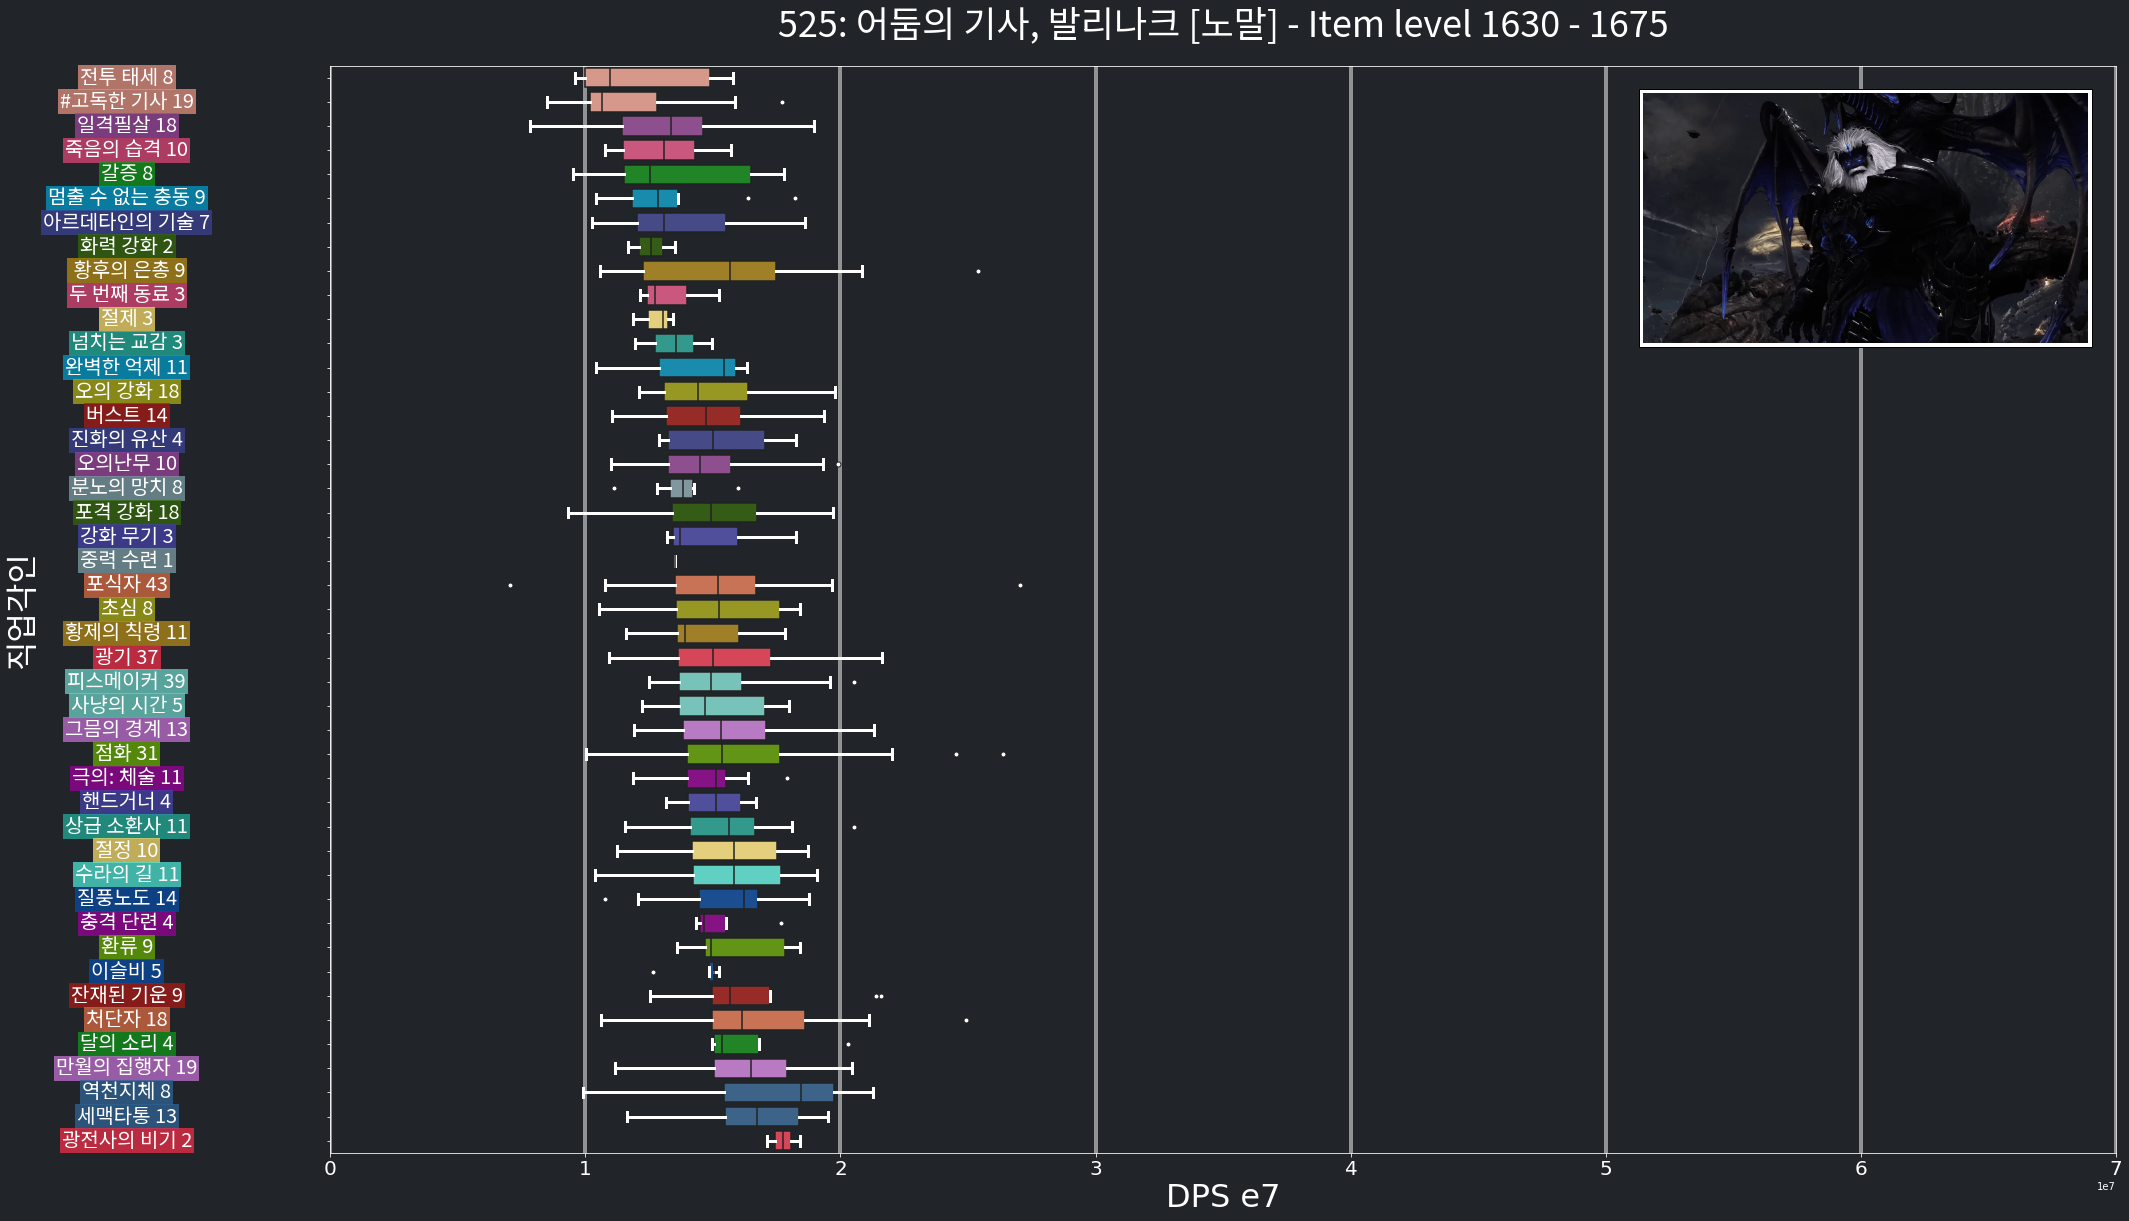 525: 어둠의 기사, 발리나크 [노말] - Item level 1630 - 1675
전투 태세 8
#고독한 기사 19
일격필살 18
죽음의 습격 10
갈증 8
멈출 수 없는 충동 9
아르데타인의 기술 7
화력 강화 2
황후의 은총 9
두 번째 동료 3
절제 3
넘치는 교감 3
완벽한 억제 11
오의 강화 18
버스트 14
진화의 유산 4
오의난무 10
분노의 망치 8
포격 강화 18
강화 무기 3
중력 수련 1
포식자 43
초심 8
황제의 칙령 11
광기 37
피스메이커 39
사냥의 시간 5
그믐의 경계 13
점화 31
극의: 체술 11
핸드거너 4
상급 소환사 11
절정 10
수라의 길 11
질풍노도 14
충격 단련 4
환류 9
이슬비 5
잔재된 기운 9
처단자 18
달의 소리 4
만월의 집행자 19
역천지체 8
세맥타통 13
광전사의 비기 2
직업각인
0 1 2 3 4 5 6 7
1e7
DPS e7